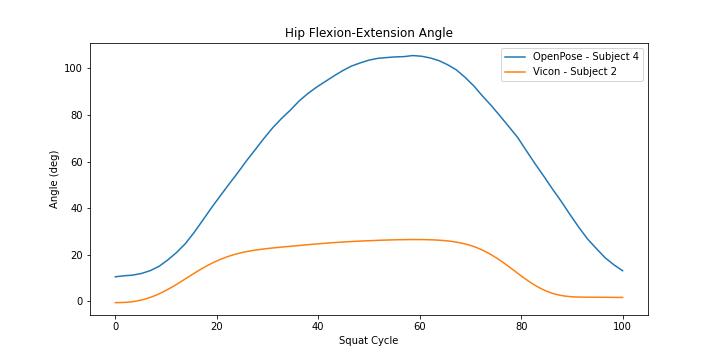 Hip Flexion-Extension Angle
OpenPose - Subject 4
Vicon - Subject 2
Angle (deg)
100
80
60
40
20
0
0 20 40 60 80 100
Squat Cycle